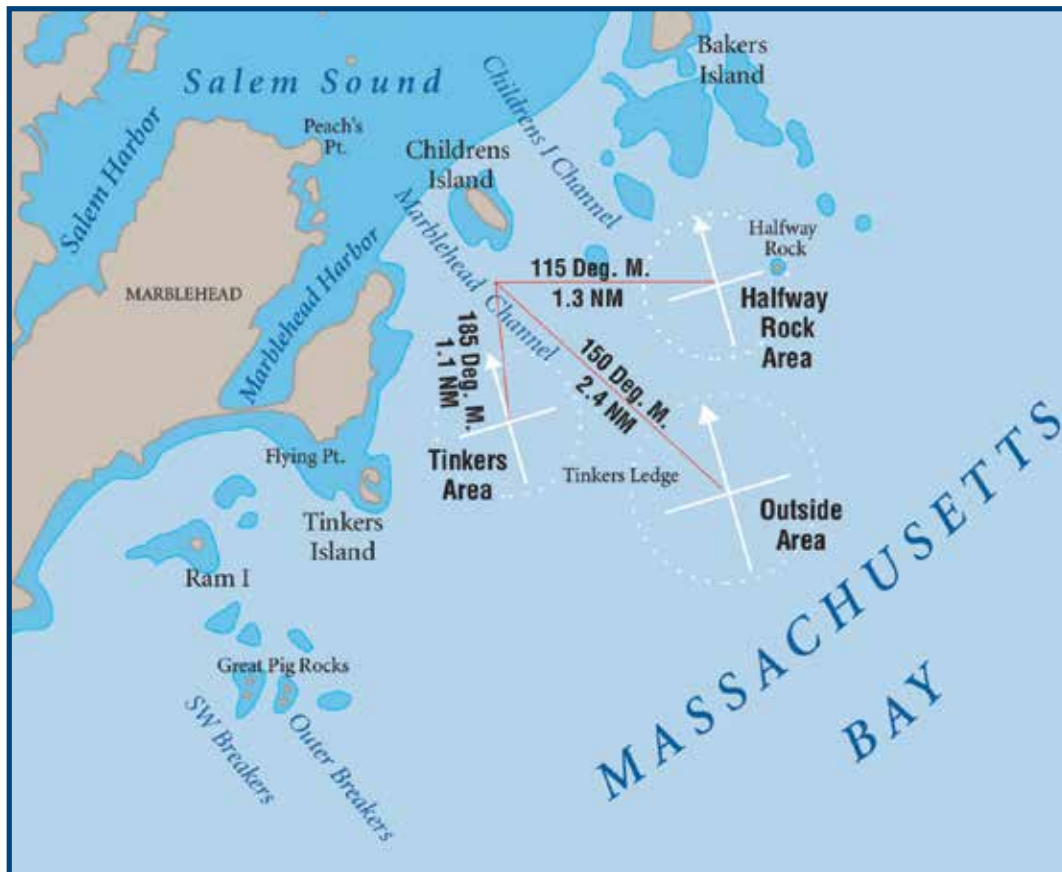 Bakers
Island
Salem Sound
Childrens I Channel
Peach's
Pt.
Childrens
Island
Salem Harbor
Marblehead Channel
Halfway
Rock
MARBLEHEAD
Marblehead Harbor
115 Deg. M.
1.3 NM
Halfway
Rock
Area
185 Deg. M.
1.1 NM
150 Deg. M.
2.4 NM
Flying Pt.
Tinkers
Area
Tinkers Ledge
Outside
Area
Tinkers
Island
Ram I
Great Pig Rocks
SW Breakers
Outer Breakers
MASSACHUSETTS
BAY